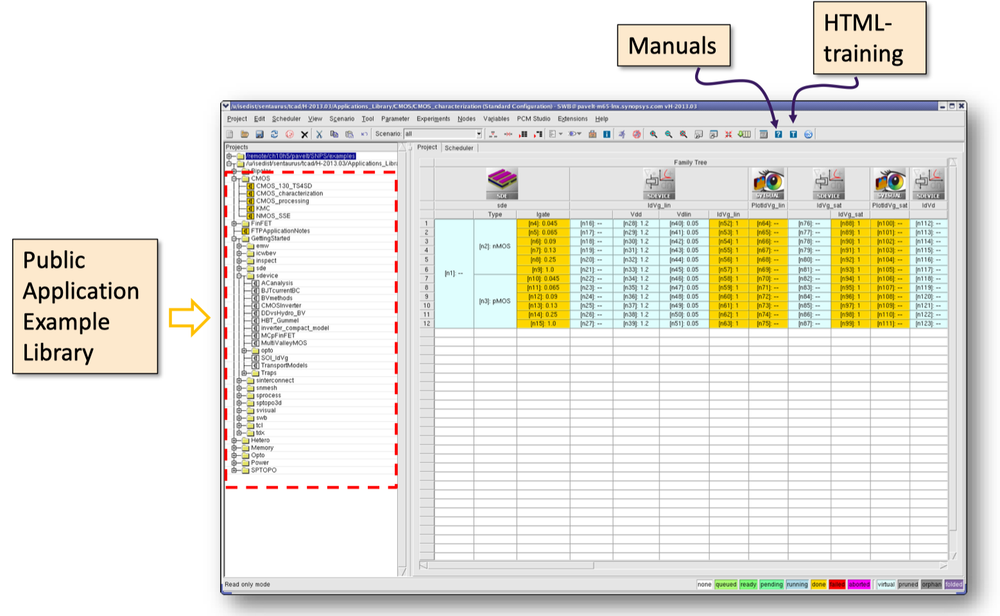 HTML-
training
Manuals
/u/isedist/sentaurus/tcad/H-2013.03/Applications_Library/CMOS/CMOS_characterization (Standard Configuration) - SWB@pavelt-m65-lnx.synopsys.com vH-2013.03
Project Edit Scheduler View Scenario Tool Parameter Experiments Nodes Variables PCM Studio Extensions Help
Scenario: all
Projects
/remote/ch10h5/pavelt/SNPS/examples
/u/isedist/sentaurus/tcad/H-2013.03/Applications_Libra
Bipolar
CMOS
CMOS_130_TS4SD
CMOS_characterization
CMOS_processing
KMC
NMOS_SSE
FinFET
FTPApplicationNotes
GettingStarted
emw
icwbev
inspect
sde
sdevice
ACanalysis
BJTcurrentBC
BVmethods
CMOSInverter
DDvsHydro_BV
HBT_Gummel
inverter_compact_model
MCpFinFET
MultiValleyMOS
opto
SOI_IdVg
TransportModels
Traps
sinterconnect
snmesh
sprocess
sptopo3d
svisual
swb
tcl
tdx
Hetero
Memory
Opto
Power
SPTOPO
Public
Application
Example
Library
Project Scheduler
Family Tree
SDE SDEVICE SVISUAL SDEVICE SVISUAL SDEVICE
sde IdVg_lin PlotIdVg_lin IdVg_sat PlotIdVg_sat IdVd
Type lgate Vdd Vdlin IdVg_lin IdVg_sat
[n1]: --
[n2]: nMOS
[n3]: pMOS
1 [n4]: 0.045 [n16]: -- [n28]: 1.2 [n40]: 0.05 [n52]: 1 [n64]: -- [n76]: -- [n88]: 1 [n100]: -- [n112]: --
2 [n5]: 0.065 [n17]: -- [n29]: 1.2 [n41]: 0.05 [n53]: 1 [n65]: -- [n77]: -- [n89]: 1 [n101]: -- [n113]: --
3 [n6]: 0.09 [n18]: -- [n30]: 1.2 [n42]: 0.05 [n54]: 1 [n66]: -- [n78]: -- [n90]: 1 [n102]: -- [n114]: --
4 [n7]: 0.13 [n19]: -- [n31]: 1.2 [n43]: 0.05 [n55]: 1 [n67]: -- [n79]: -- [n91]: 1 [n103]: -- [n115]: --
5 [n8]: 0.25 [n20]: -- [n32]: 1.2 [n44]: 0.05 [n56]: 1 [n68]: -- [n80]: -- [n92]: 1 [n104]: -- [n116]: --
6 [n9]: 1.0 [n21]: -- [n33]: 1.2 [n45]: 0.05 [n57]: 1 [n69]: -- [n81]: -- [n93]: 1 [n105]: -- [n117]: --
7 [n10]: 0.045 [n22]: -- [n34]: 1.2 [n46]: 0.05 [n58]: 1 [n70]: -- [n82]: -- [n94]: 1 [n106]: -- [n118]: --
8 [n11]: 0.065 [n23]: -- [n35]: 1.2 [n47]: 0.05 [n59]: 1 [n71]: -- [n83]: -- [n95]: 1 [n107]: -- [n119]: --
9 [n12]: 0.09 [n24]: -- [n36]: 1.2 [n48]: 0.05 [n60]: 1 [n72]: -- [n84]: -- [n96]: 1 [n108]: -- [n120]: --
10 [n13]: 0.13 [n25]: -- [n37]: 1.2 [n49]: 0.05 [n61]: 1 [n73]: -- [n85]: -- [n97]: 1 [n109]: -- [n121]: --
11 [n14]: 0.25 [n26]: -- [n38]: 1.2 [n50]: 0.05 [n62]: 1 [n74]: -- [n86]: -- [n98]: 1 [n110]: -- [n122]: --
12 [n15]: 1.0 [n27]: -- [n39]: 1.2 [n51]: 0.05 [n63]: 1 [n75]: -- [n87]: -- [n99]: 1 [n111]: -- [n123]: --
Read only mode
none queued ready pending running done failed aborted virtual pruned orphan folded